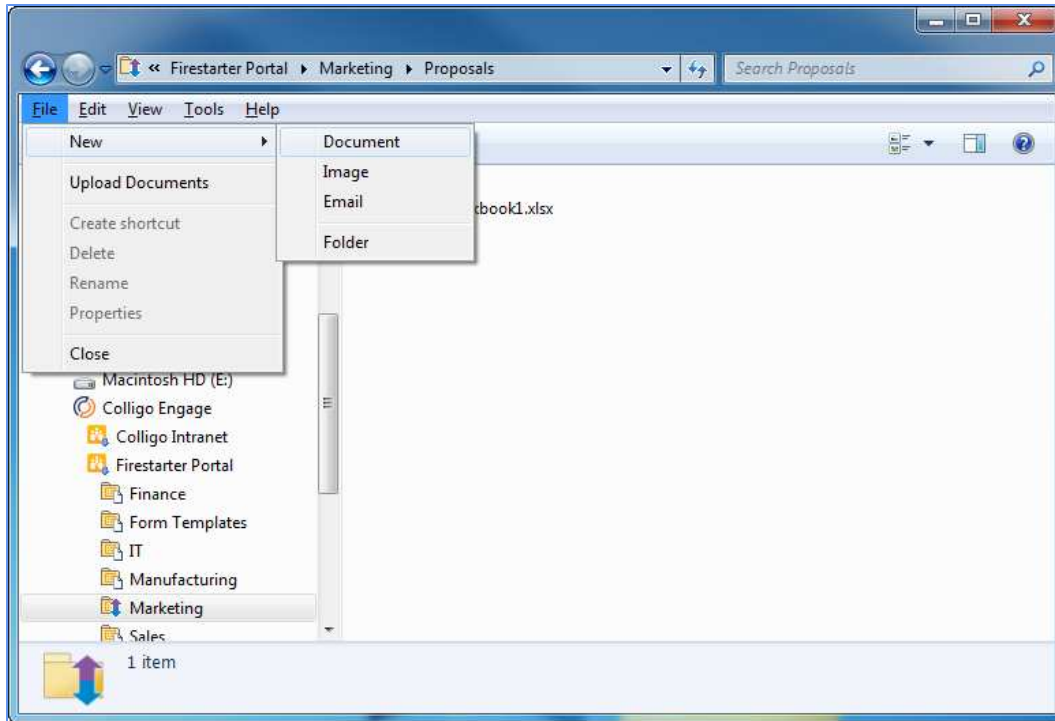 « Firestarter Portal Marketing Proposals
Search Proposals
File Edit View Tools Help
New
Upload Documents
Create shortcut
Delete
Rename
Properties
Close
Document
Image
Email
Folder
book1.xlsx
Macintosh HD (E:)
Colligo Engage
Colligo Intranet
Firestarter Portal
Finance
Form Templates
IT
Manufacturing
Marketing
Sales
1 item